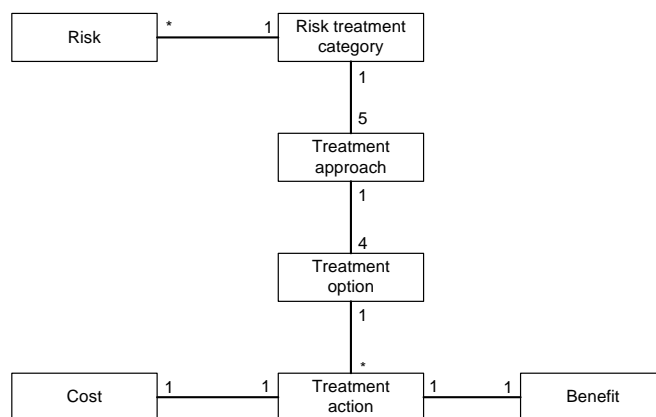 Risk
*
1
Risk treatment
category
1
5
Treatment
approach
1
4
Treatment
option
1
*
Cost
1
1
Treatment
action
1
1
Benefit